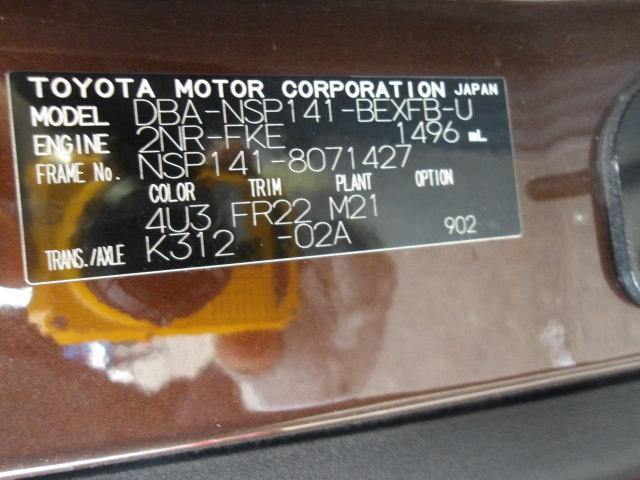 TOYOTA MOTOR CORPORATION JAPAN
MODEL DBA-NSP141-BEXFB-U
ENGINE 2NR-FKE 1496 mL
FRAME No. NSP141-8071427
COLOR TRIM PLANT OPTION
4U3 FR22 M21
TRANS./AXLE K312 -02A 902